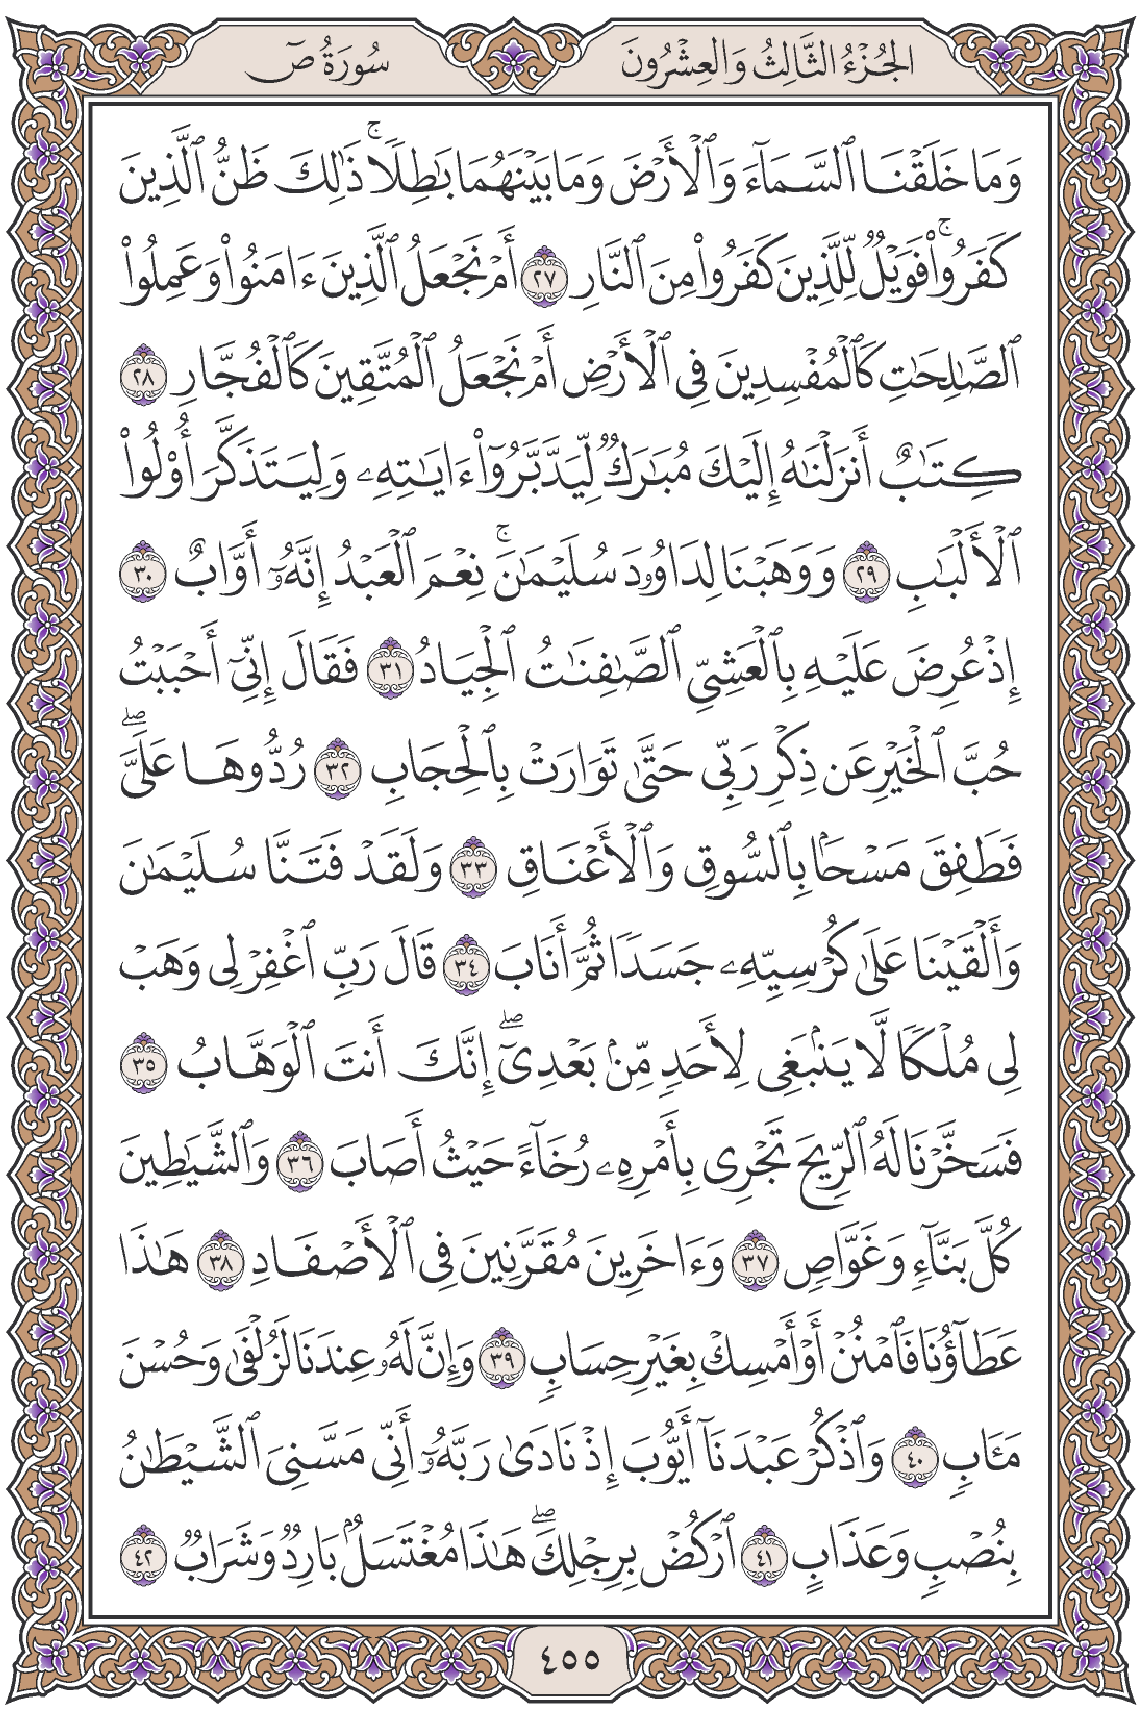 الجُزْءُ الثَّالِثُ وَالعِشْرُونَ
سُورَةُ صٓ
وَمَا خَلَقْنَا ٱلسَّمَآءَ وَٱلْأَرْضَ وَمَا بَيْنَهُمَا بَٰطِلًاۚ ذَٰلِكَ ظَنُّ ٱلَّذِينَ
كَفَرُواْۚ فَوَيْلٌ لِّلَّذِينَ كَفَرُواْ مِنَ ٱلنَّارِ ٢٧ أَمْ نَجْعَلُ ٱلَّذِينَ ءَامَنُواْ وَعَمِلُواْ
ٱلصَّٰلِحَٰتِ كَٱلْمُفْسِدِينَ فِى ٱلْأَرْضِ أَمْ نَجْعَلُ ٱلْمُتَّقِينَ كَٱلْفُجَّارِ ٢٨
كِتَٰبٌ أَنزَلْنَٰهُ إِلَيْكَ مُبَٰرَكٌ لِّيَدَّبَّرُوٓاْ ءَايَٰتِهِۦ وَلِيَتَذَكَّرَ أُوْلُواْ
ٱلْأَلْبَٰبِ ٢٩ وَوَهَبْنَا لِدَاوُۥدَ سُلَيْمَٰنَۚ نِعْمَ ٱلْعَبْدُ إِنَّهُۥٓ أَوَّابٌ ٣٠
إِذْ عُرِضَ عَلَيْهِ بِٱلْعَشِىِّ ٱلصَّٰفِنَٰتُ ٱلْجِيَادُ ٣١ فَقَالَ إِنِّىٓ أَحْبَبْتُ
حُبَّ ٱلْخَيْرِ عَن ذِكْرِ رَبِّى حَتَّىٰ تَوَارَتْ بِٱلْحِجَابِ ٣٢ رُدُّوهَا عَلَىَّۖ
فَطَفِقَ مَسْحًۢا بِٱلسُّوقِ وَٱلْأَعْنَاقِ ٣٣ وَلَقَدْ فَتَنَّا سُلَيْمَٰنَ
وَأَلْقَيْنَا عَلَىٰ كُرْسِيِّهِۦ جَسَدًا ثُمَّ أَنَابَ ٣٤ قَالَ رَبِّ ٱغْفِرْ لِى وَهَبْ
لِى مُلْكًا لَّا يَنۢبَغِى لِأَحَدٍ مِّنۢ بَعْدِىٓۖ إِنَّكَ أَنتَ ٱلْوَهَّابُ ٣٥
فَسَخَّرْنَا لَهُ ٱلرِّيحَ تَجْرِى بِأَمْرِهِۦ رُخَآءً حَيْثُ أَصَابَ ٣٦ وَٱلشَّيَٰطِينَ
كُلَّ بَنَّآءٍ وَغَوَّاصٍ ٣٧ وَءَاخَرِينَ مُقَرَّنِينَ فِى ٱلْأَصْفَادِ ٣٨ هَٰذَا
عَطَآؤُنَا فَٱمْنُنْ أَوْ أَمْسِكْ بِغَيْرِ حِسَابٍ ٣٩ وَإِنَّ لَهُۥ عِندَنَا لَزُلْفَىٰ وَحُسْنَ
مَـَٔابٍ ٤٠ وَٱذْكُرْ عَبْدَنَآ أَيُّوبَ إِذْ نَادَىٰ رَبَّهُۥٓ أَنِّى مَسَّنِىَ ٱلشَّيْطَٰنُ
بِنُصْبٍ وَعَذَابٍ ٤١ ٱرْكُضْ بِرِجْلِكَۖ هَٰذَا مُغْتَسَلٌۢ بَارِدٌ وَشَرَابٌ ٤٢
٤٥٥